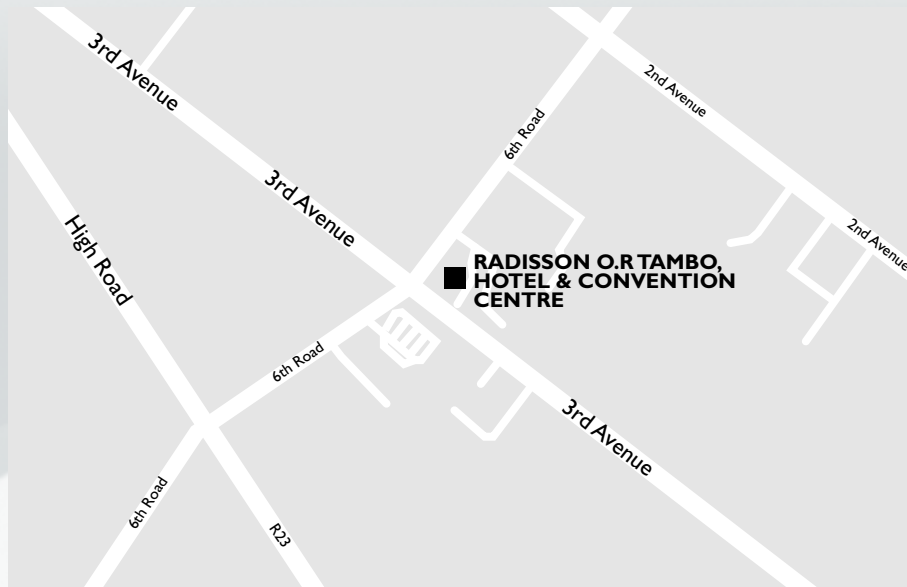 3rd Avenue
2nd Avenue
6th Road
3rd Avenue
High Road
2nd Avenue
RADISSON O.R TAMBO,
HOTEL & CONVENTION
CENTRE
6th Road
3rd Avenue
6th Road
R23